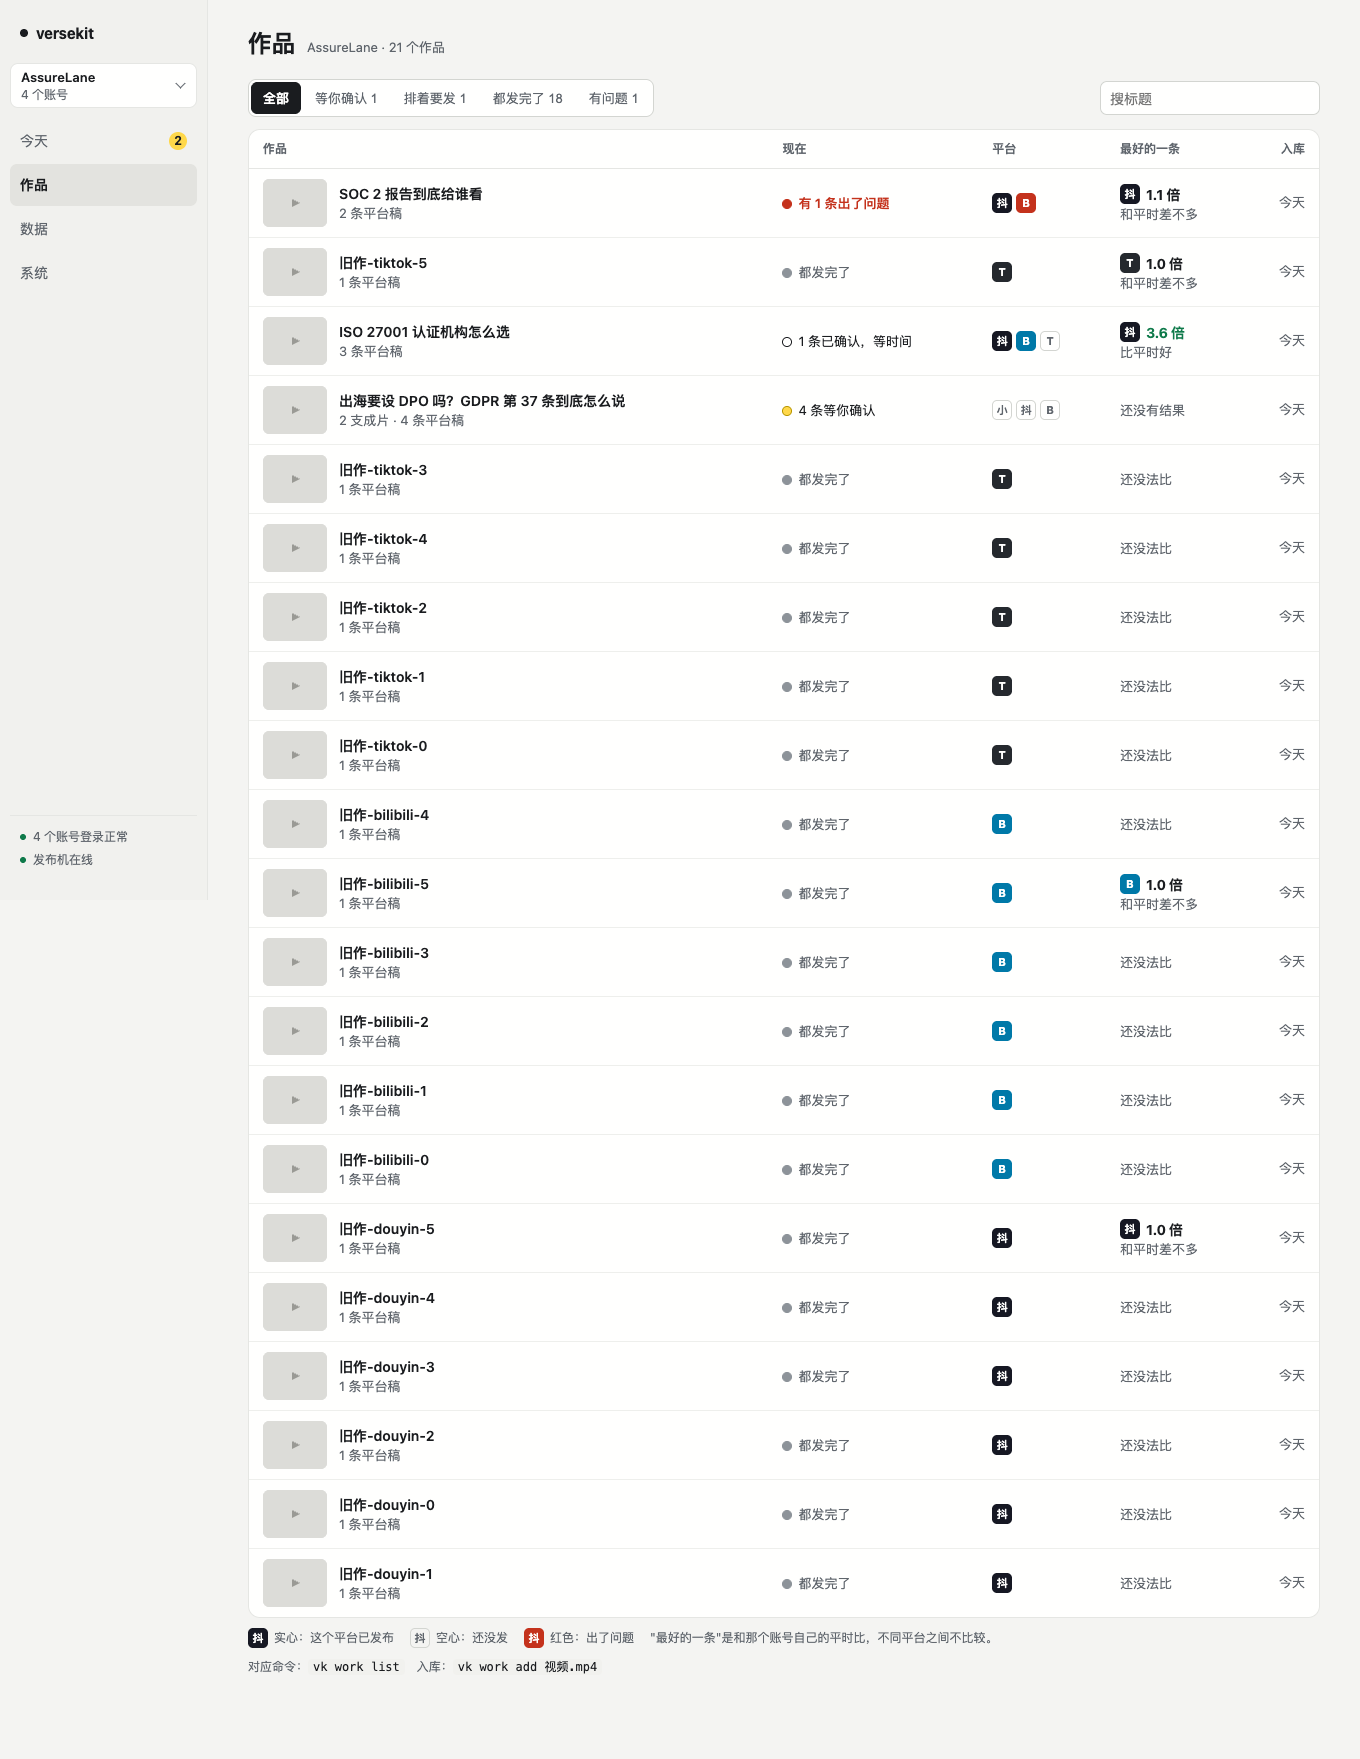 versekit
AssureLane
4 个账号
今天 2
作品
数据
系统
4 个账号登录正常
发布机在线
作品 AssureLane · 21 个作品
全部 等你确认 1 排着要发 1 都发完了 18 有问题 1
搜标题
作品 现在 平台 最好的一条 入库
SOC 2 报告到底给谁看
2 条平台稿
有 1 条出了问题
抖 B
抖 1.1 倍
和平时差不多
今天
旧作-tiktok-5
1 条平台稿
都发完了
T
T 1.0 倍
和平时差不多
今天
ISO 27001 认证机构怎么选
3 条平台稿
1 条已确认，等时间
抖 B T
抖 3.6 倍
比平时好
今天
出海要设 DPO 吗？GDPR 第 37 条到底怎么说
2 支成片 · 4 条平台稿
4 条等你确认
小 抖 B
还没有结果
今天
旧作-tiktok-3
1 条平台稿
都发完了
T
还没法比
今天
旧作-tiktok-4
1 条平台稿
都发完了
T
还没法比
今天
旧作-tiktok-2
1 条平台稿
都发完了
T
还没法比
今天
旧作-tiktok-1
1 条平台稿
都发完了
T
还没法比
今天
旧作-tiktok-0
1 条平台稿
都发完了
T
还没法比
今天
旧作-bilibili-4
1 条平台稿
都发完了
B
还没法比
今天
旧作-bilibili-5
1 条平台稿
都发完了
B
B 1.0 倍
和平时差不多
今天
旧作-bilibili-3
1 条平台稿
都发完了
B
还没法比
今天
旧作-bilibili-2
1 条平台稿
都发完了
B
还没法比
今天
旧作-bilibili-1
1 条平台稿
都发完了
B
还没法比
今天
旧作-bilibili-0
1 条平台稿
都发完了
B
还没法比
今天
旧作-douyin-5
1 条平台稿
都发完了
抖
抖 1.0 倍
和平时差不多
今天
旧作-douyin-4
1 条平台稿
都发完了
抖
还没法比
今天
旧作-douyin-3
1 条平台稿
都发完了
抖
还没法比
今天
旧作-douyin-2
1 条平台稿
都发完了
抖
还没法比
今天
旧作-douyin-0
1 条平台稿
都发完了
抖
还没法比
今天
旧作-douyin-1
1 条平台稿
都发完了
抖
还没法比
今天
抖 实心：这个平台已发布 抖 空心：还没发 抖 红色：出了问题 "最好的一条"是和那个账号自己的平时比，不同平台之间不比较。
对应命令： vk work list 入库： vk work add 视频.mp4